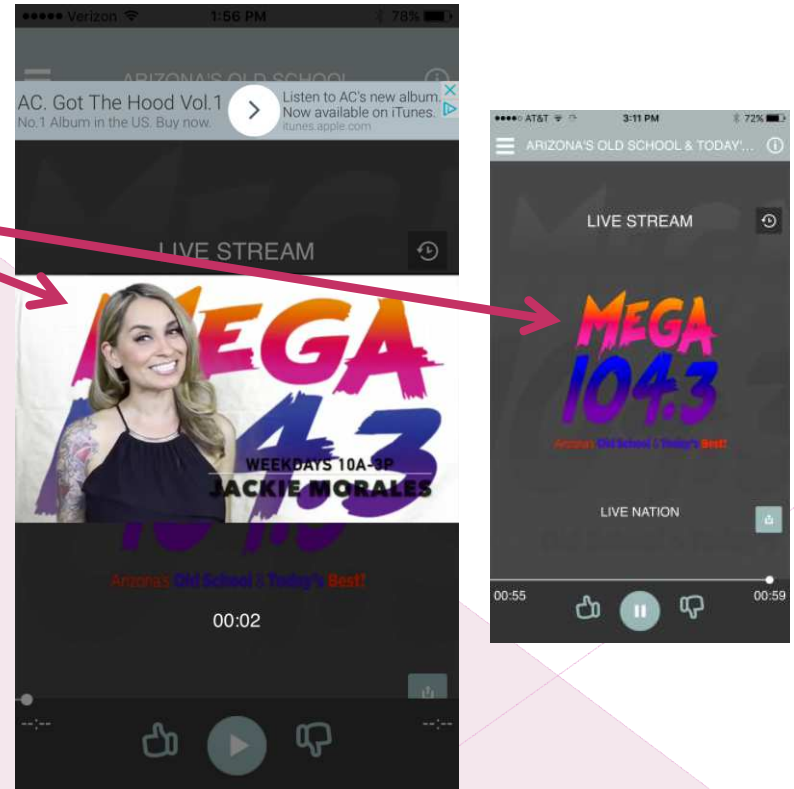 Verizon 1:56 PM 78%
ARIZONA'S OLD SCHOOL
AC. Got The Hood Vol.1
No.1 Album in the US. Buy now.
Listen to AC's new album.
Now available on iTunes.
itunes.apple.com
LIVE STREAM
MEGA
104.3
WEEKDAYS 10A-3P
JACKIE MORALES
Arizona's Old School & Today's Best!
00:02
--:-- --:--
AT&T 3:11 PM 72%
ARIZONA'S OLD SCHOOL & TODAY'...
LIVE STREAM
MEGA
104.3
Arizona's Old School & Today's Best!
LIVE NATION
00:55 00:59